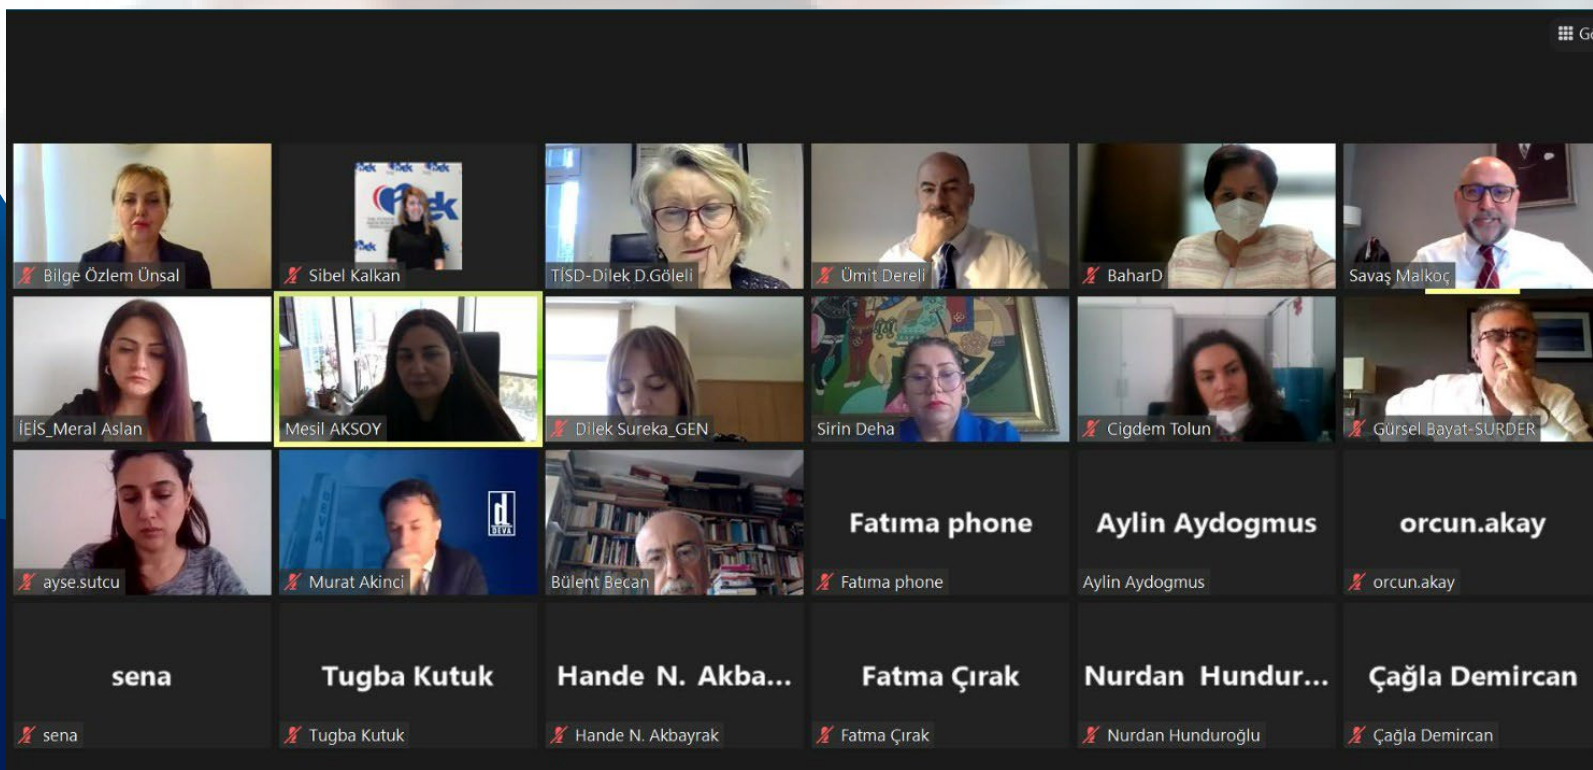 Gö
Bilge Özlem Ünsal
Sibel Kalkan
TİSD-Dilek D.Göleli
Ümit Dereli
BaharD
Savaş Malkoç
İEİS_Meral Aslan
Mesil AKSOY
Dilek Sureka_GEN
Sirin Deha
Cigdem Tolun
Gürsel Bayat-SURDER
ayse.sutcu
DEVA
d
DEVA
Murat Akinci
Bülent Becan
Fatıma phone
Fatıma phone
Aylin Aydogmus
Aylin Aydogmus
orcun.akay
orcun.akay
sena
sena
Tugba Kutuk
Tugba Kutuk
Hande N. Akba...
Hande N. Akbayrak
Fatma Çırak
Fatma Çırak
Nurdan Hundur...
Nurdan Hunduroğlu
Çağla Demircan
Çağla Demircan